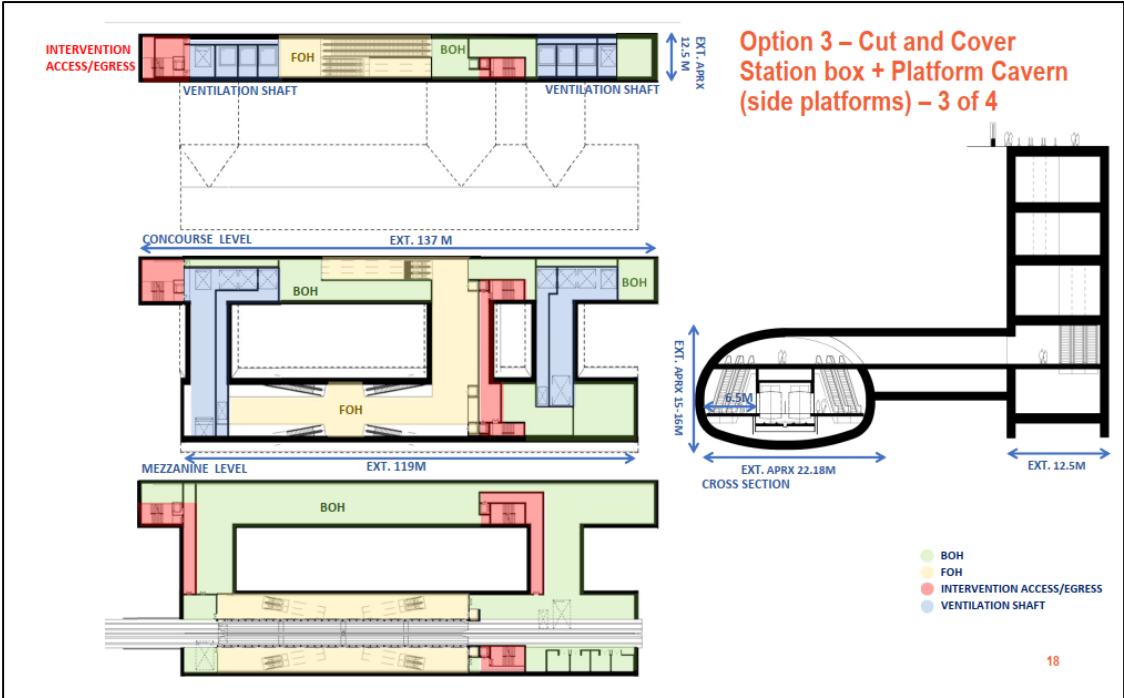 Option 3 – Cut and Cover
Station box + Platform Cavern
(side platforms) – 3 of 4
INTERVENTION
ACCESS/EGRESS
FOH
BOH
EXT. APRX
12.5 M
VENTILATION SHAFT
VENTILATION SHAFT
CONCOURSE LEVEL
EXT. 137 M
BOH
BOH
FOH
EXT. 119M
MEZZANINE LEVEL
BOH
EXT. APRX 15-16M
6.5M
EXT. APRX 22.18M
CROSS SECTION
EXT. 12.5M
BOH
FOH
INTERVENTION ACCESS/EGRESS
VENTILATION SHAFT
18